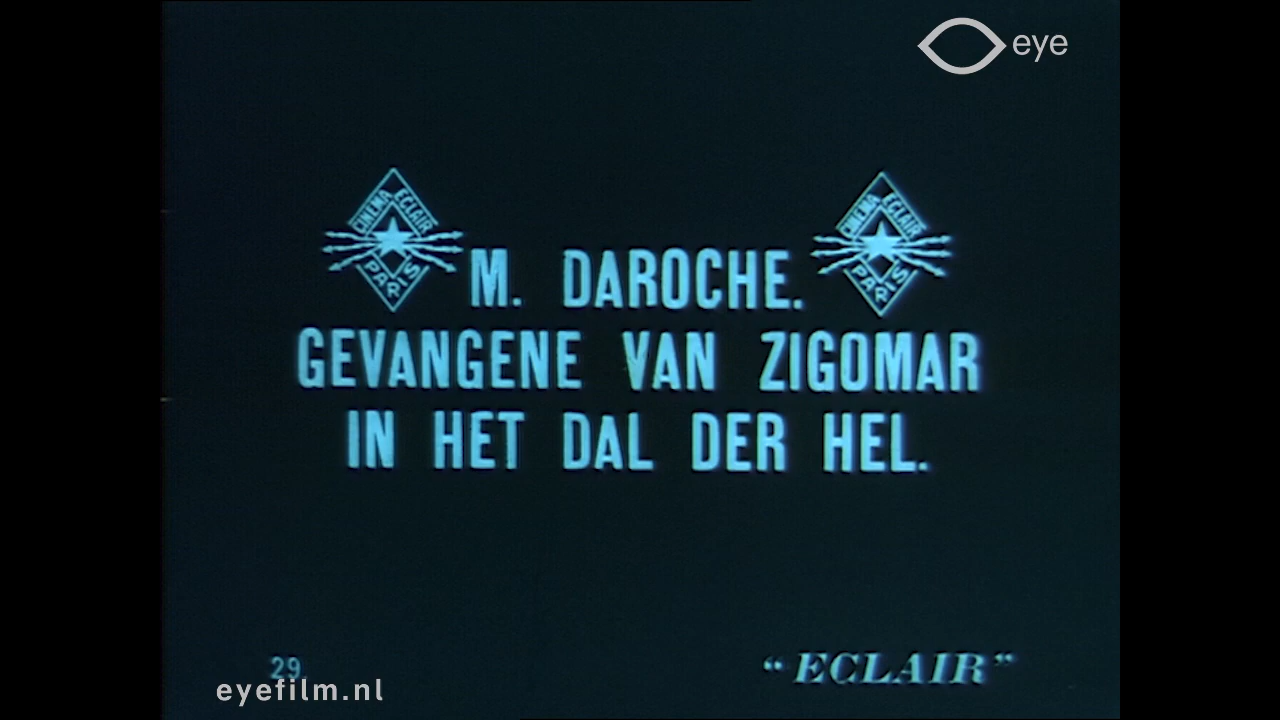 eye
CINEMA ECLAIR
PARIS
CINEMA ECLAIR
PARIS
M. DAROCHE.
GEVANGENE VAN ZIGOMAR
IN HET DAL DER HEL.
29.
“ECLAIR”
eyefilm.nl